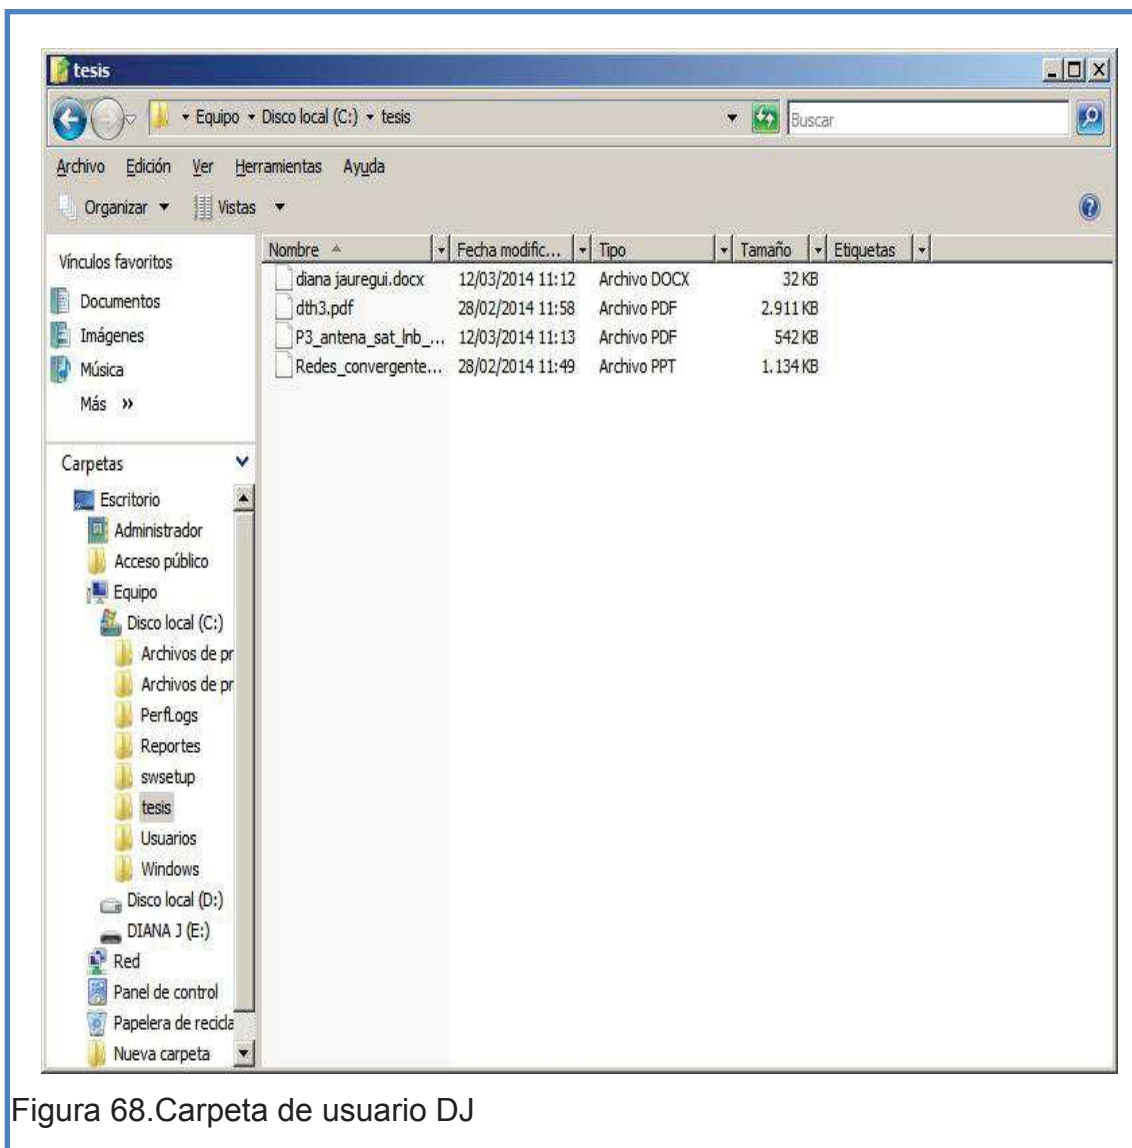 tesis
Equipo Disco local (C:) tesis
Buscar
Archivo Edición Ver Herramientas Ayuda
Organizar Vistas
Vínculos favoritos
Documentos
Imágenes
Música
Más »
Carpetas
Escritorio
Administrador
Acceso público
Equipo
Disco local (C:)
Archivos de pr
Archivos de pr
PerfLogs
Reportes
swsetup
tesis
Usuarios
Windows
Disco local (D:)
DIANA J (E:)
Red
Panel de control
Papelera de recicla
Nueva carpeta
Nombre Fecha modific... Tipo Tamaño Etiquetas
diana jauregui.docx 12/03/2014 11:12 Archivo DOCX 32 KB
dth3.pdf 28/02/2014 11:58 Archivo PDF 2.911 KB
P3_antena_sat_lnb_... 12/03/2014 11:13 Archivo PDF 542 KB
Redes_convergente... 28/02/2014 11:49 Archivo PPT 1.134 KB
Figura 68.Carpeta de usuario DJ